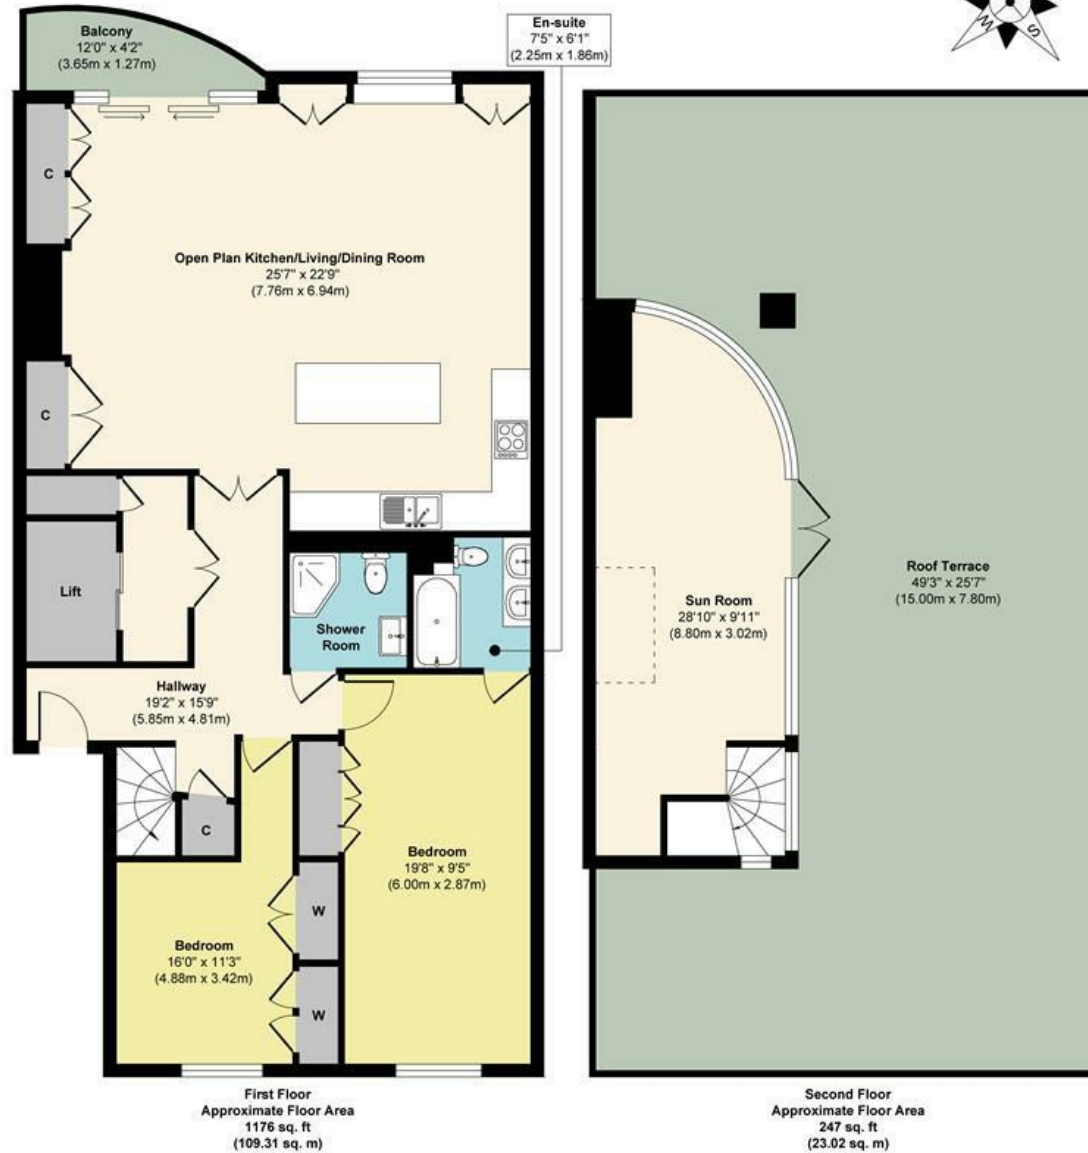 Balcony
12'0" x 4'2"
(3.65m x 1.27m)
En-suite
7'5" x 6'1"
(2.25m x 1.86m)
W
S
C
Open Plan Kitchen/Living/Dining Room
25'7" x 22'9"
(7.76m x 6.94m)
C
Lift
Shower
Room
Hallway
19'2" x 15'9"
(5.85m x 4.81m)
C
Bedroom
19'8" x 9'5"
(6.00m x 2.87m)
W
Bedroom
16'0" x 11'3"
(4.88m x 3.42m)
W
First Floor
Approximate Floor Area
1176 sq. ft
(109.31 sq. m)
Roof Terrace
49'3" x 25'7"
(15.00m x 7.80m)
Sun Room
28'10" x 9'11"
(8.80m x 3.02m)
Second Floor
Approximate Floor Area
247 sq. ft
(23.02 sq. m)